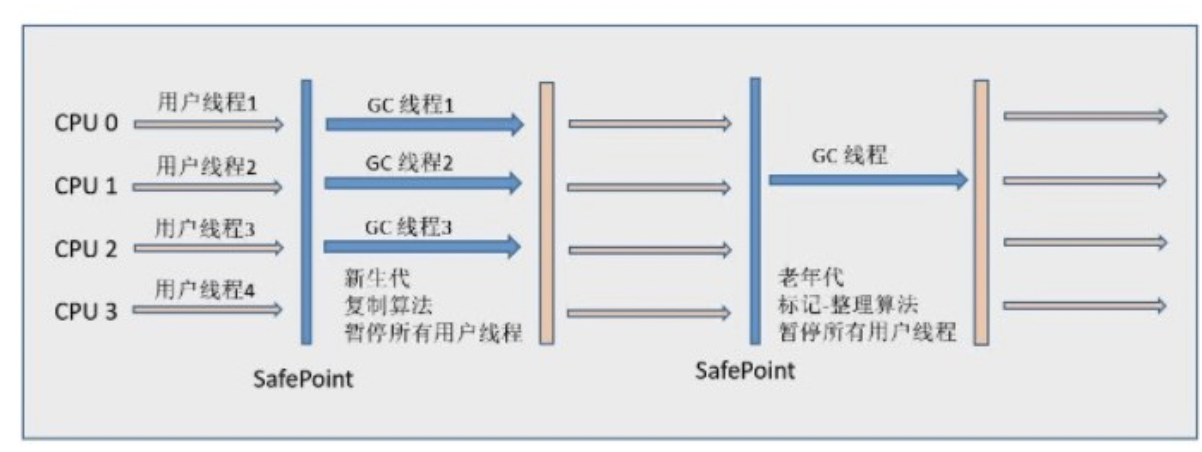 CPU 0 用户线程1 GC 线程1
CPU 1 用户线程2 GC 线程2 GC 线程
CPU 2 用户线程3 GC 线程3
CPU 3 用户线程4
新生代
复制算法
暂停所有用户线程
老年代
标记-整理算法
暂停所有用户线程
SafePoint
SafePoint